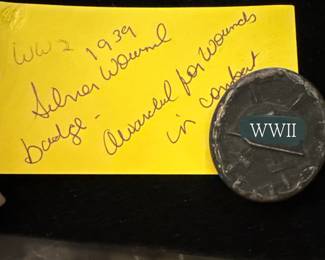 WW2 1939
Silver Wound
badge -
awarded for wounds
in combat
WWII